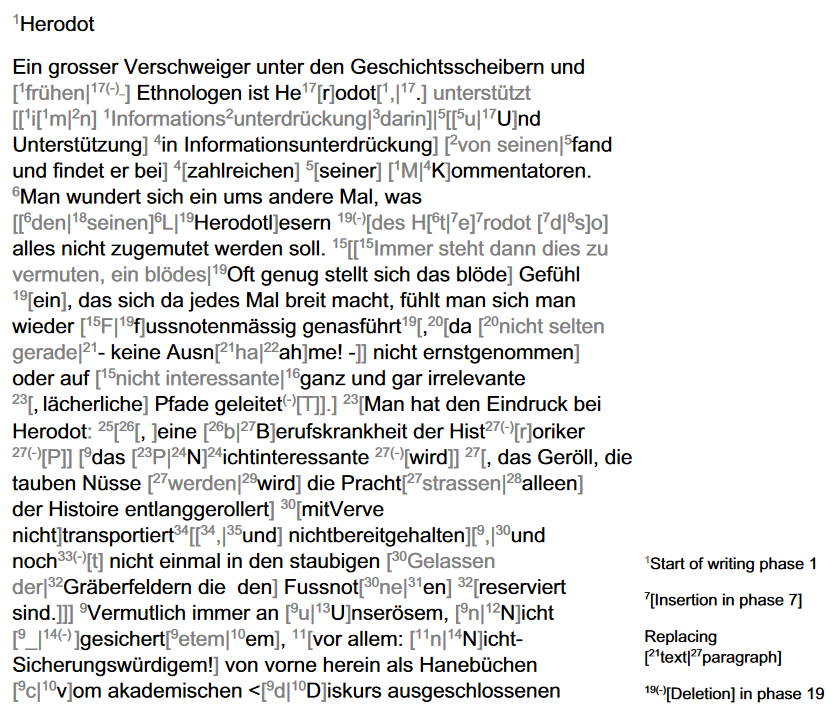 ¹Herodot
Ein grosser Verschweiger unter den Geschichtsscheibern und
[¹frühen|¹⁷⁽⁻⁾–] Ethnologen ist He¹⁷[r]odot[¹,|¹⁷.] unterstützt
[[¹i[¹m|²n] ¹Informations²unterdrückung|³darin]|⁵[[⁵u|¹⁷U]nd
Unterstützung] ⁴in Informationsunterdrückung] [²von seinen|⁵fand
und findet er bei] ⁴[zahlreichen] ⁵[seiner] [¹M|⁴K]ommentatoren.
⁶Man wundert sich ein ums andere Mal, was
[[⁶den|¹⁸seinen]⁶L|¹⁹Herodotl]esern ¹⁹⁽⁻⁾[des H[⁶t|⁷e]⁷rodot [⁷d|⁸s]o]
alles nicht zugemutet werden soll. ¹⁵[[¹⁵Immer steht dann dies zu
vermuten, ein blödes|¹⁹Oft genug stellt sich das blöde] Gefühl
¹⁹[ein], das sich da jedes Mal breit macht, fühlt man sich man
wieder [¹⁵F|¹⁹f]ussnotenmässig genasführt¹⁹[,²⁰[da [²⁰nicht selten
gerade|²¹- keine Ausn[²¹ha|²²ah]me! -]] nicht ernstgenommen]
oder auf [¹⁵nicht interessante|¹⁶ganz und gar irrelevante
²³[, lächerliche] Pfade geleitet⁽⁻⁾[T]].] ²³[Man hat den Eindruck bei
Herodot: ²⁵[²⁶[, ]eine [²⁶b|²⁷B]erufskrankheit der Hist²⁷⁽⁻⁾[r]oriker
²⁷⁽⁻⁾[P]] [⁹das [²³P|²⁴N]²⁴ichtinteressante ²⁷⁽⁻⁾[wird]] ²⁷[, das Geröll, die
tauben Nüsse [²⁷werden|²⁹wird] die Pracht[²⁷strassen|²⁸alleen]
der Histoire entlanggerollert] ³⁰[mitVerve
nicht]transportiert³⁴[[³⁴,|³⁵und] nichtbereitgehalten][⁹,|³⁰und
noch³³⁽⁻⁾[t] nicht einmal in den staubigen [³⁰Gelassen
der|³²Gräberfeldern die  den] Fussnot[³⁰ne|³¹en] ³²[reserviert
sind.]]] ⁹Vermutlich immer an [⁹u|¹³U]nserösem, [⁹n|¹²N]icht
[⁹_|¹⁴⁽⁻⁾ ]gesichert[⁹etem|¹⁰em], ¹¹[vor allem: [¹¹n|¹⁴N]icht-
Sicherungswürdigem!] von vorne herein als Hanebüchen
[⁹c|¹⁰v]om akademischen <[⁹d|¹⁰D]iskurs ausgeschlossenen
¹Start of writing phase 1
⁷[Insertion in phase 7]
Replacing
[²¹text|²⁷paragraph]
¹⁹⁽⁻⁾[Deletion] in phase 19